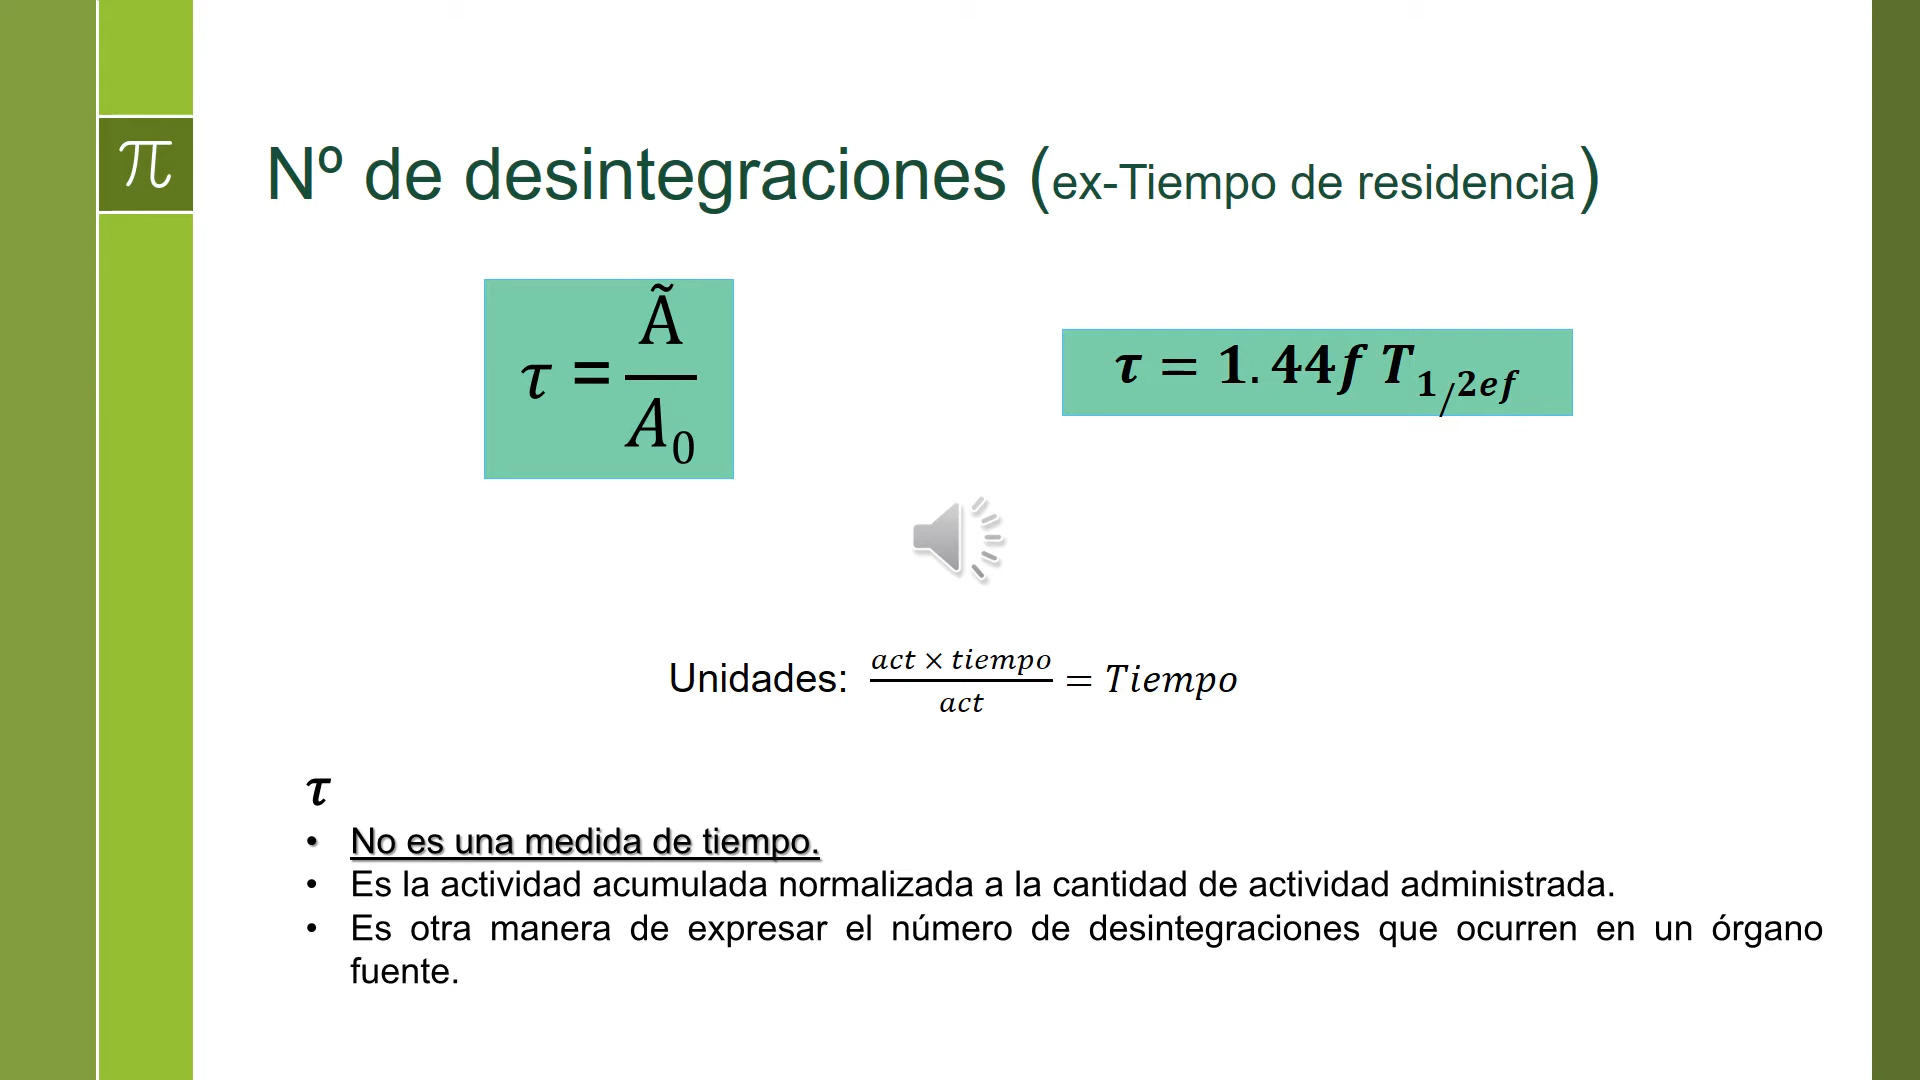 π
Nº de desintegraciones (ex-Tiempo de residencia)
τ = Ã / A₀
τ = 1.44 f T₁/₂ef
Unidades: act × tiempo / act = Tiempo
τ
• No es una medida de tiempo.
• Es la actividad acumulada normalizada a la cantidad de actividad administrada.
• Es otra manera de expresar el número de desintegraciones que ocurren en un órgano
fuente.